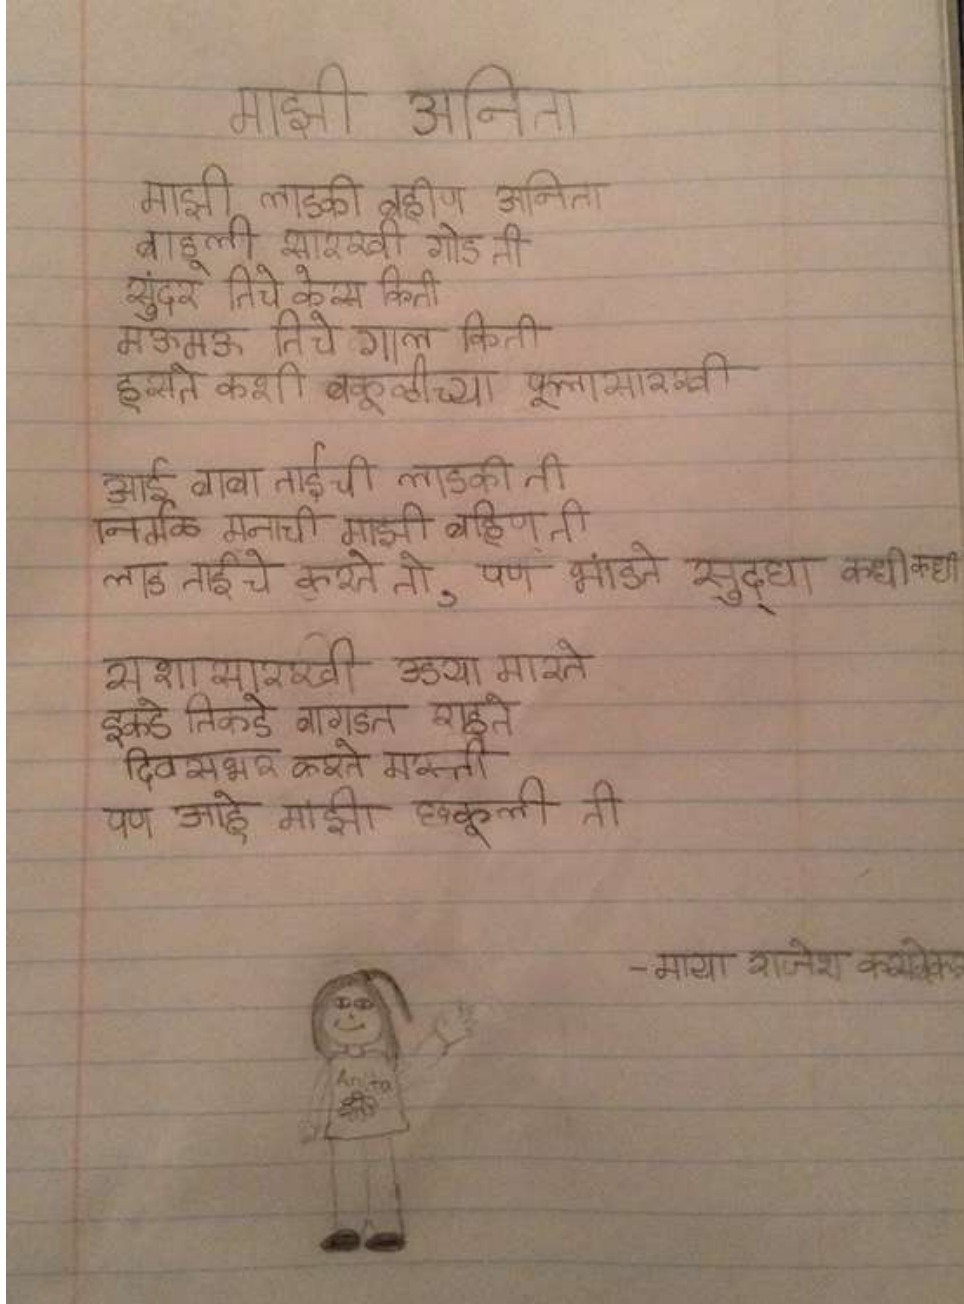 माझी अनिता
माझी लाडकी बहीण अनिता
बाहूली सारखी गोड ती
सुंदर तिचे केस किती
मऊमऊ तिचे गाल किती
हसते कशी बकूळीच्या फूलासारखी
आई बाबा ताईची लाडकी ती
निर्मळ मनाची माझी बहिण ती
लाड ताईचे करते ती, पण भांडते सुद्धा कधीकधी
सशासारखी उड्या मारते
इकडे तिकडे बागडत राहते
दिवसभर करते मस्ती
पण आहे माझी छकूली ती
-माया राजेश
Anita